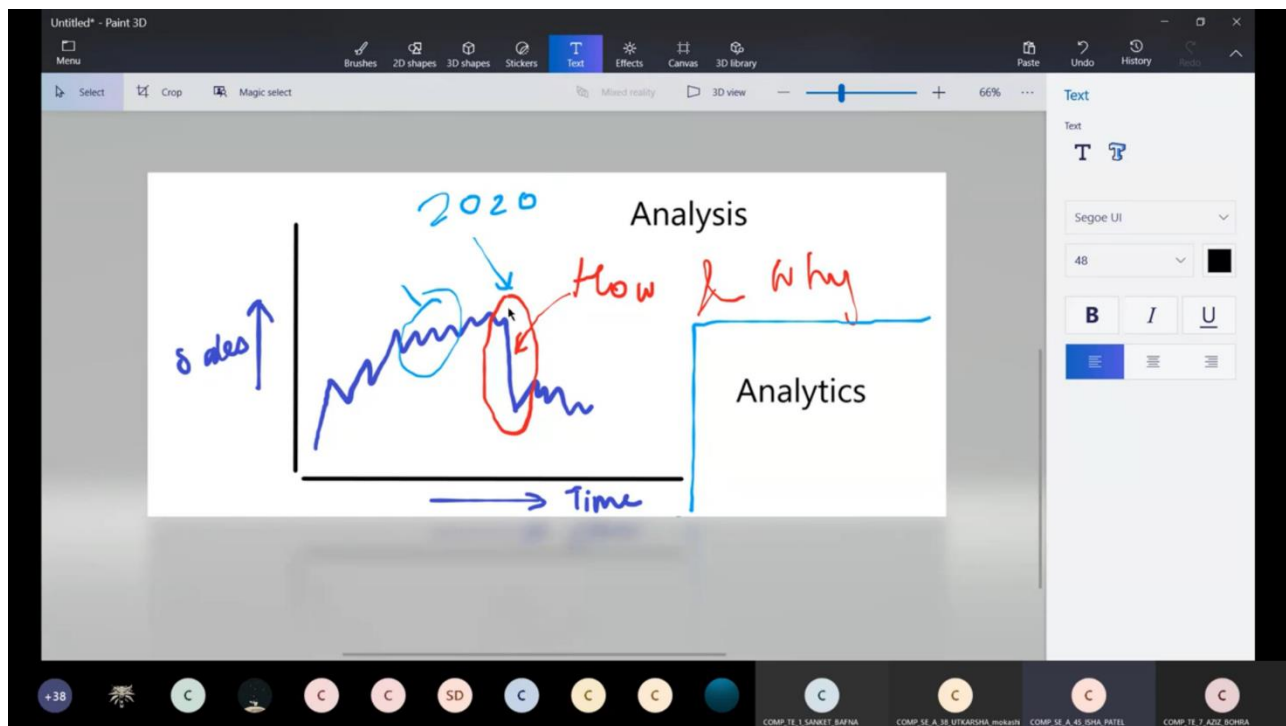 Untitled* - Paint 3D
Menu
Brushes 2D shapes 3D shapes Stickers Text Effects Canvas 3D library Paste Undo History Redo
Select Crop Magic select Mixed reality 3D view 66% ...
Text
Text
T T
Segoe UI
48
B I U
2020
Analysis
How & Why
Sales
Analytics
Time
+38 C C C SD C C C C C C C
COMP_TE_1_SANKET_BAFNA COMP_SE_A_38_UTKARSHA_mokashi COMP_SE_A_45_ISHA_PATEL COMP_TE_7_AZIZ_BOHRA